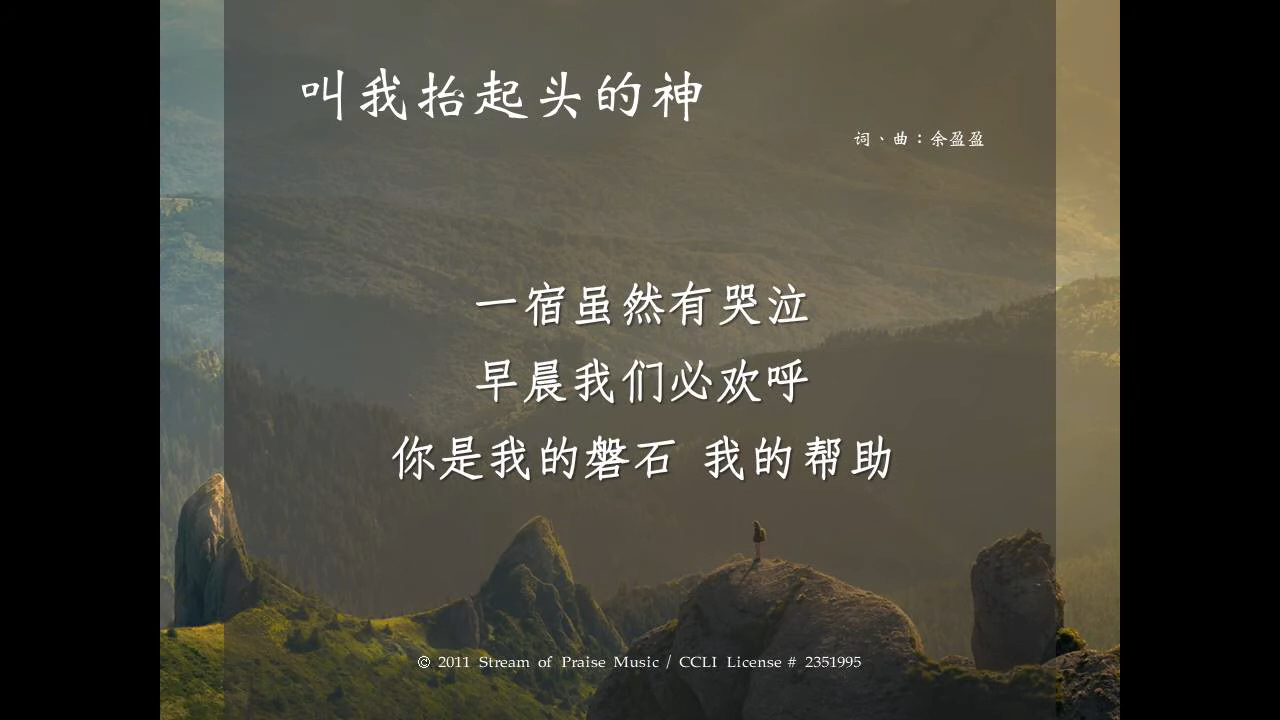 叫我抬起头的神
词、曲：余盈盈
一宿虽然有哭泣
早晨我们必欢呼
你是我的磐石 我的帮助
© 2011 Stream of Praise Music / CCLI License # 2351995